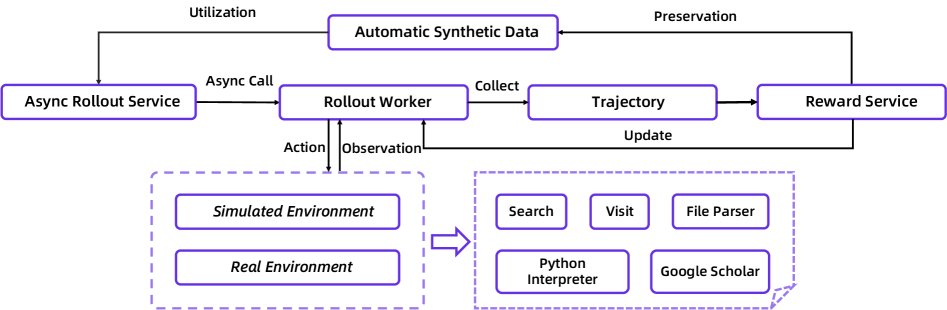 Utilization
Preservation
Automatic Synthetic Data
Async Rollout Service
Async Call
Rollout Worker
Collect
Trajectory
Reward Service
Update
Action
Observation
Simulated Environment
Real Environment
Search
Visit
File Parser
Python
Interpreter
Google Scholar